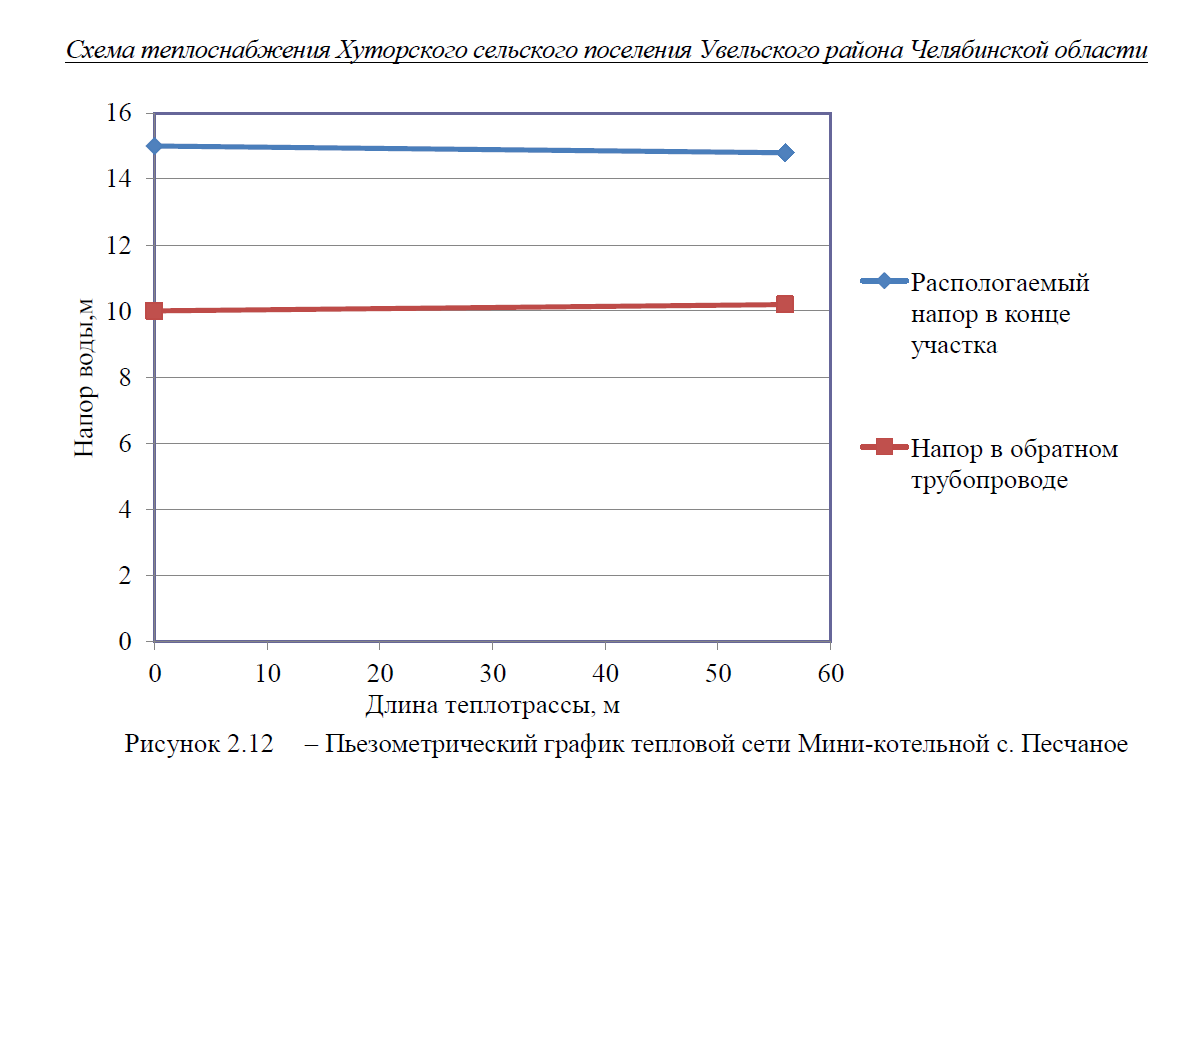 Схема теплоснабжения Хуторского сельского поселения Увельского района Челябинской области
16
14
12
10
8
6
4
2
0
Напор воды,м
0 10 20 30 40 50 60
Длина теплотрассы, м
Распологаемый
напор в конце
участка
Напор в обратном
трубопроводе
Рисунок 2.12 – Пьезометрический график тепловой сети Мини-котельной с. Песчаное